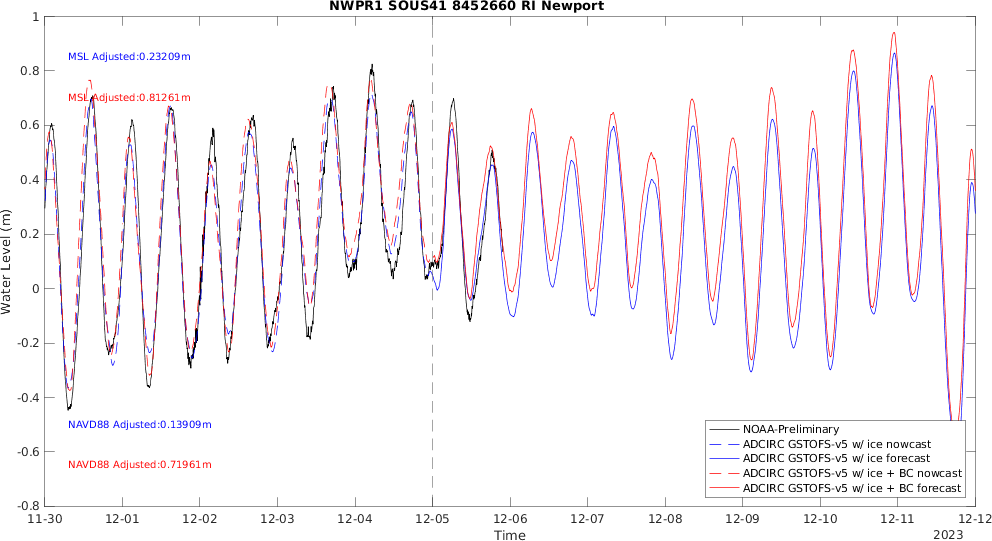 NWPR1 SOUS41 8452660 RI Newport
1
0.8
0.6
0.4
0.2
0
-0.2
-0.4
-0.6
-0.8
Water Level (m)
MSL Adjusted:0.23209m
MSL Adjusted:0.81261m
NAVD88 Adjusted:0.13909m
NAVD88 Adjusted:0.71961m
NOAA-Preliminary
ADCIRC GSTOFS-v5 w/ ice nowcast
ADCIRC GSTOFS-v5 w/ ice forecast
ADCIRC GSTOFS-v5 w/ ice + BC nowcast
ADCIRC GSTOFS-v5 w/ ice + BC forecast
11-30 12-01 12-02 12-03 12-04 12-05 12-06 12-07 12-08 12-09 12-10 12-11 12-12
Time
2023